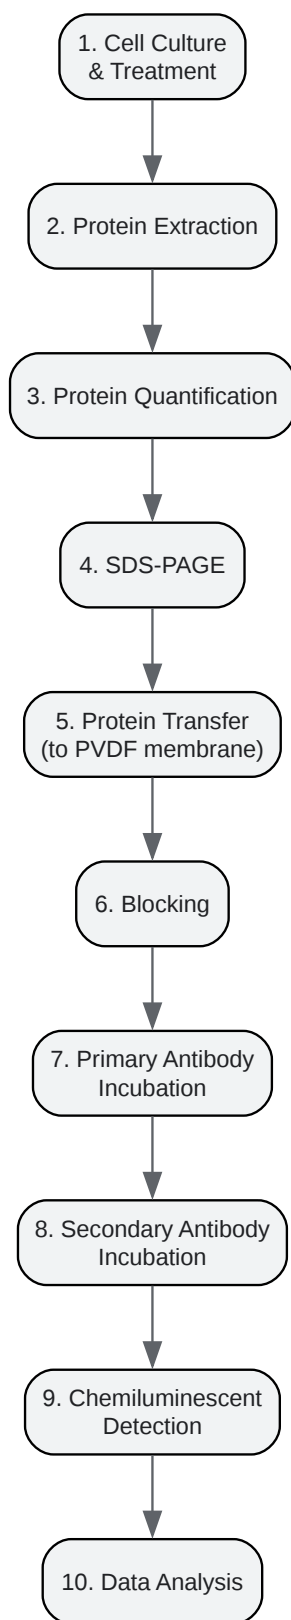 1. Cell Culture
& Treatment
2. Protein Extraction
3. Protein Quantification
4. SDS-PAGE
5. Protein Transfer
(to PVDF membrane)
6. Blocking
7. Primary Antibody
Incubation
8. Secondary Antibody
Incubation
9. Chemiluminescent
Detection
10. Data Analysis